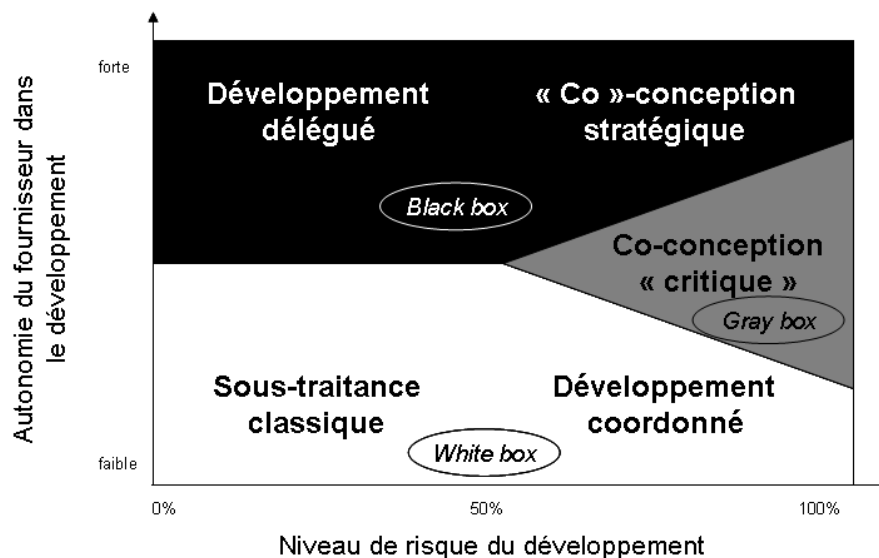 forte
Développement
délégué
« Co »-conception
stratégique
Black box
Co-conception
« critique »
Gray box
Autonomie du fournisseur dans
le développement
Sous-traitance
classique
Développement
coordonné
White box
faible
0%
50%
100%
Niveau de risque du développement